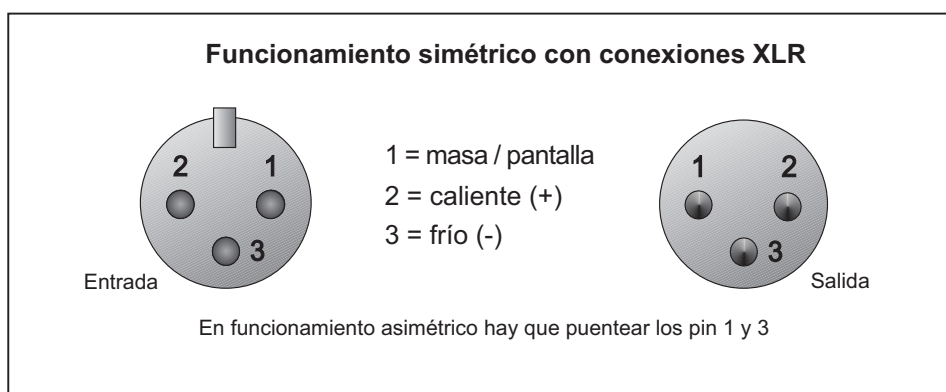 Funcionamiento simétrico con conexiones XLR
2 1
3
Entrada
1 = masa / pantalla
2 = caliente (+)
3 = frío (-)
1 2
3
Salida
En funcionamiento asimétrico hay que puentear los pin 1 y 3